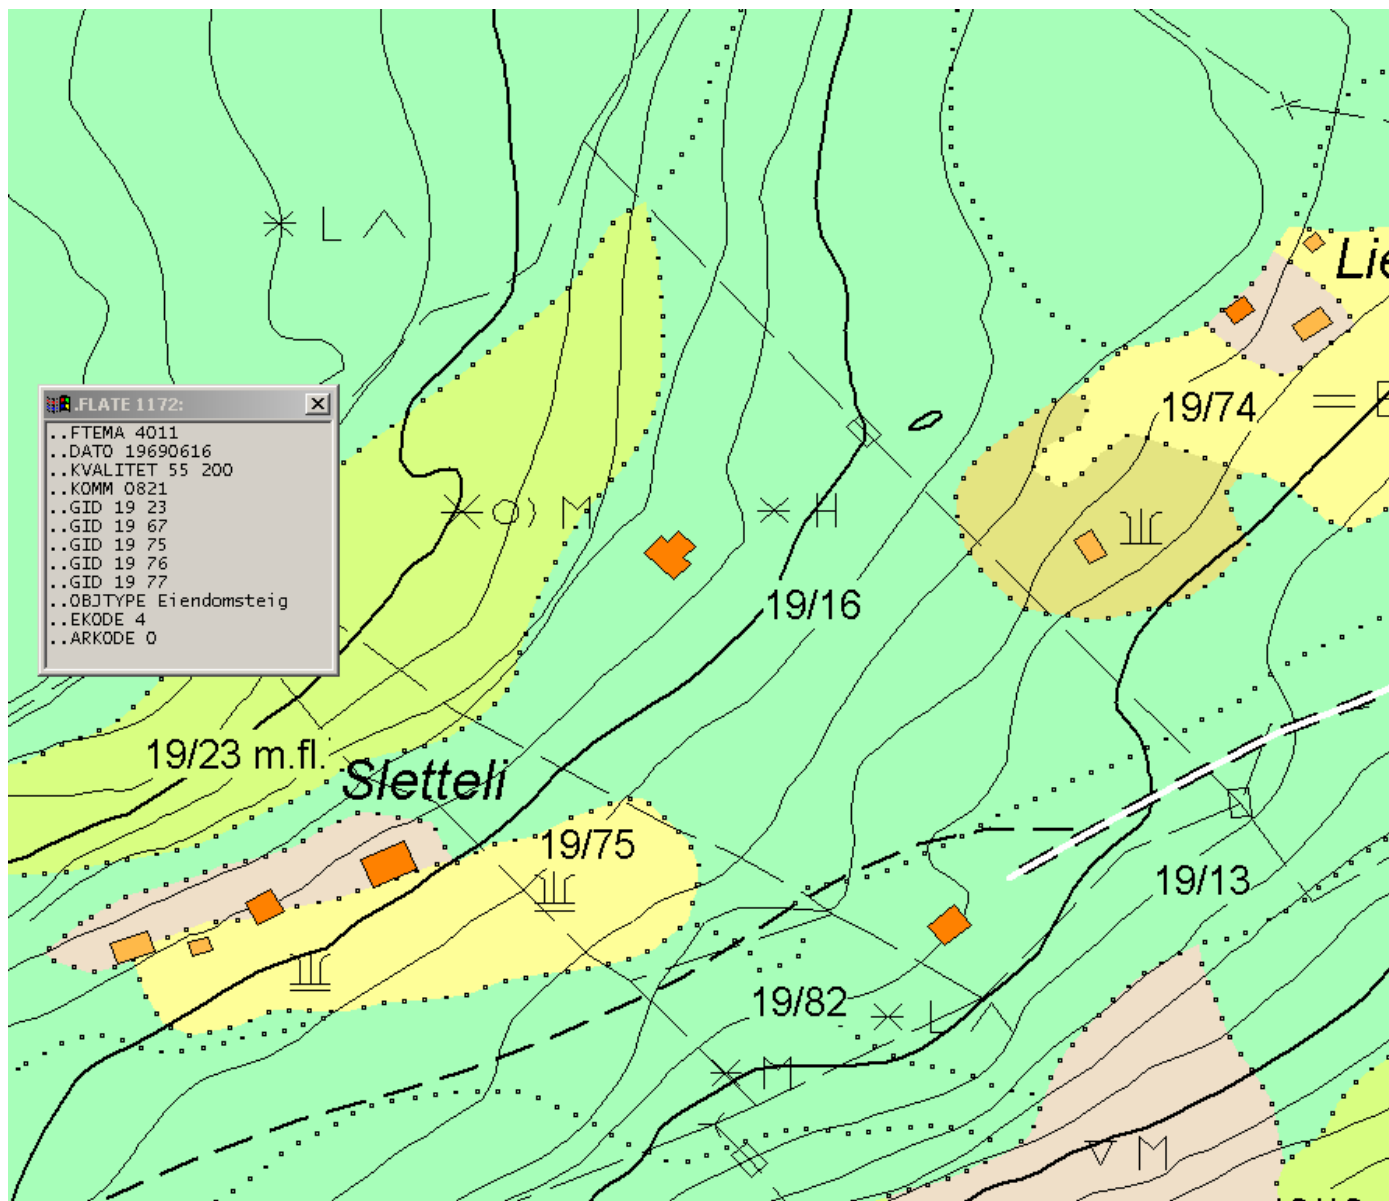 Lie
19/74
.FLATE 1172:
..FTEMA 4011
..DATO 19690616
..KVALITET 55 200
..KOMM 0821
..GID 19 23
..GID 19 67
..GID 19 75
..GID 19 76
..GID 19 77
..OBJTYPE Eiendomsteig
..EKODE 4
..ARKODE 0
L
M
H
19/16
19/23 m.fl.
Sletteli
19/75
19/13
19/82
L
M
M